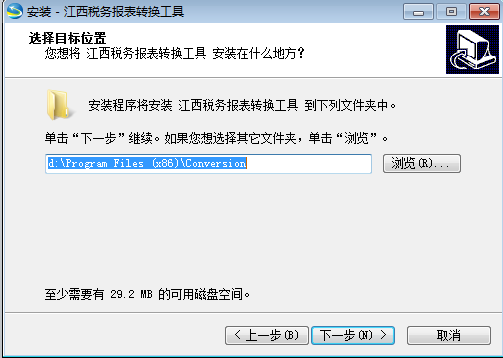 安装 - 江西税务报表转换工具
选择目标位置
您想将 江西税务报表转换工具 安装在什么地方？
安装程序将安装 江西税务报表转换工具 到下列文件夹中。
单击“下一步”继续。如果您想选择其它文件夹，单击“浏览”。
d:\Program Files (x86)\Conversion
浏览(R)...
至少需要有 29.2 MB 的可用磁盘空间。
< 上一步(B) 下一步(N) > 取消